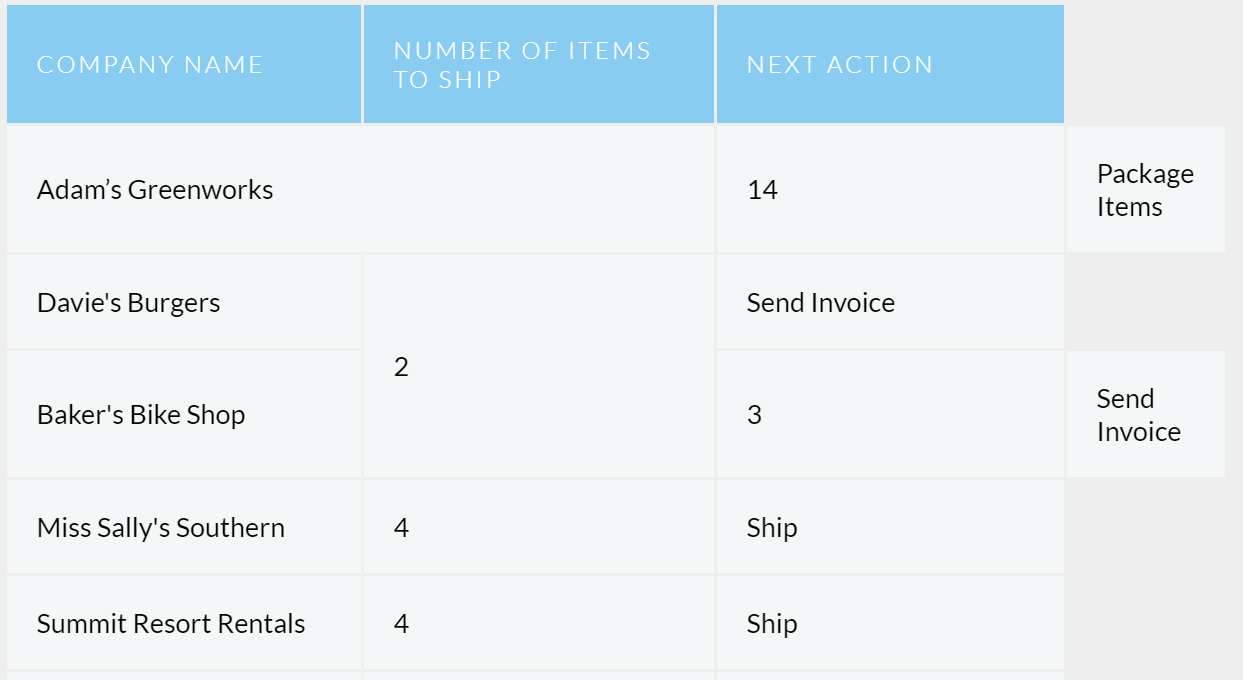 COMPANY NAME
NUMBER OF ITEMS
TO SHIP
NEXT ACTION
Adam’s Greenworks
14
Package
Items
Davie's Burgers
2
Send Invoice
Baker's Bike Shop
3
Send
Invoice
Miss Sally's Southern
4
Ship
Summit Resort Rentals
4
Ship